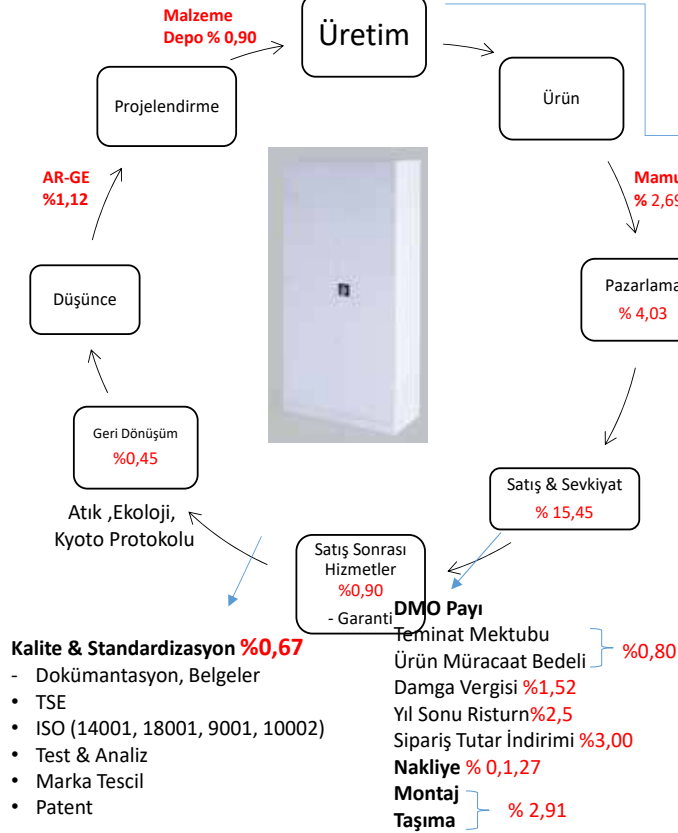 Malzeme
Depo % 0,90
Üretim
Projelendirme
Ürün
AR-GE
%1,12
% 2,69
Düşünce
Pazarlama
% 4,03
Geri Dönüşüm
%0,45
Atık ,Ekoloji,
Kyoto Protokolu
Satış & Sevkiyat
% 15,45
Satış Sonrası
Hizmetler
%0,90
- Garanti
Kalite & Standardizasyon %0,67
- Dokümantasyon, Belgeler
• TSE
• ISO (14001, 18001, 9001, 10002)
• Test & Analiz
• Marka Tescil
• Patent
DMO Payı
Teminat Mektubu
Ürün Müracaat Bedeli
%0,80
Damga Vergisi %1,52
Yıl Sonu Risturn%2,5
Sipariş Tutar İndirimi %3,00
Nakliye % 0,1,27
Montaj
Taşıma
% 2,91